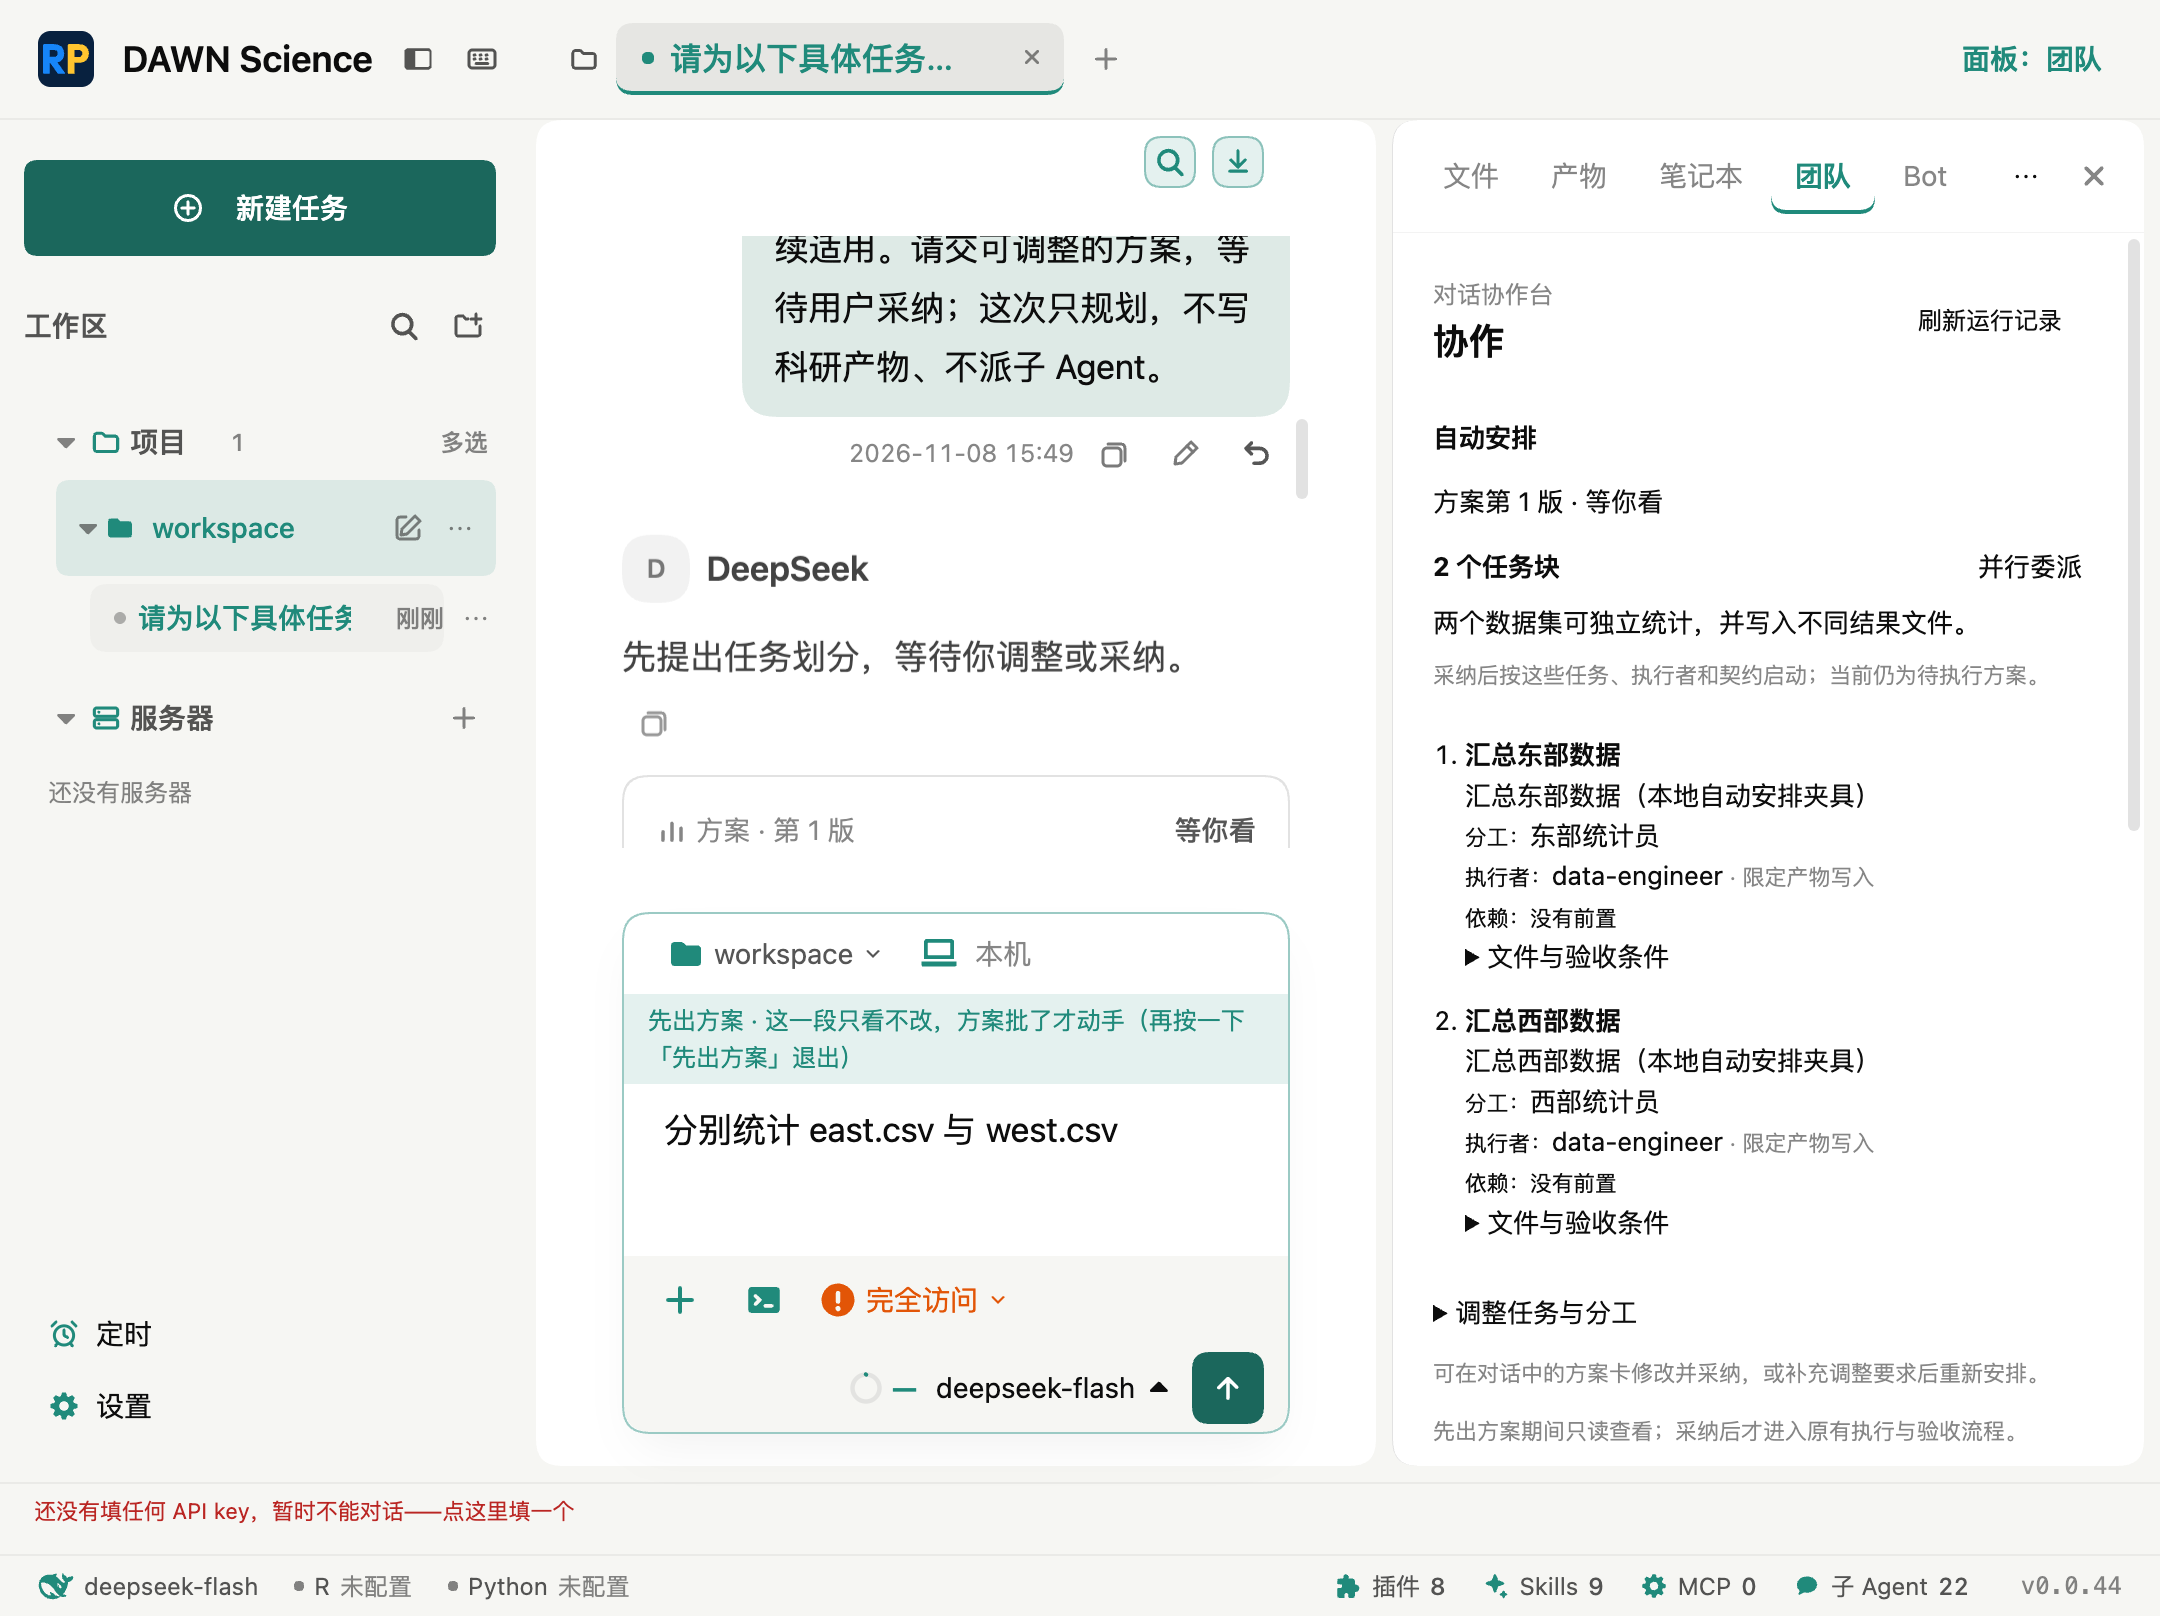 RP
DAWN Science
请为以下具体任务...
面板：团队
新建任务
工作区
项目 1 多选
workspace
请为以下具体任务 刚刚
服务器
还没有服务器
定时
设置
续适用。请交可调整的方案，等
待用户采纳；这次只规划，不写
科研产物、不派子 Agent。
2026-11-08 15:49
D DeepSeek
先提出任务划分，等待你调整或采纳。
方案 · 第 1 版 等你看
workspace 本机
先出方案 · 这一段只看不改，方案批了才动手（再按一下
「先出方案」退出）
分别统计 east.csv 与 west.csv
完全访问
deepseek-flash
文件 产物 笔记本 团队 Bot
对话协作台
协作
刷新运行记录
自动安排
方案第 1 版 · 等你看
2 个任务块 并行委派
两个数据集可独立统计，并写入不同结果文件。
采纳后按这些任务、执行者和契约启动；当前仍为待执行方案。
1. 汇总东部数据
汇总东部数据（本地自动安排夹具）
分工：东部统计员
执行者：data-engineer · 限定产物写入
依赖：没有前置
文件与验收条件
2. 汇总西部数据
汇总西部数据（本地自动安排夹具）
分工：西部统计员
执行者：data-engineer · 限定产物写入
依赖：没有前置
文件与验收条件
调整任务与分工
可在对话中的方案卡修改并采纳，或补充调整要求后重新安排。
先出方案期间只读查看；采纳后才进入原有执行与验收流程。
还没有填任何 API key，暂时不能对话——点这里填一个
deepseek-flash R 未配置 Python 未配置
插件 8 Skills 9 MCP 0 子 Agent 22 v0.0.44